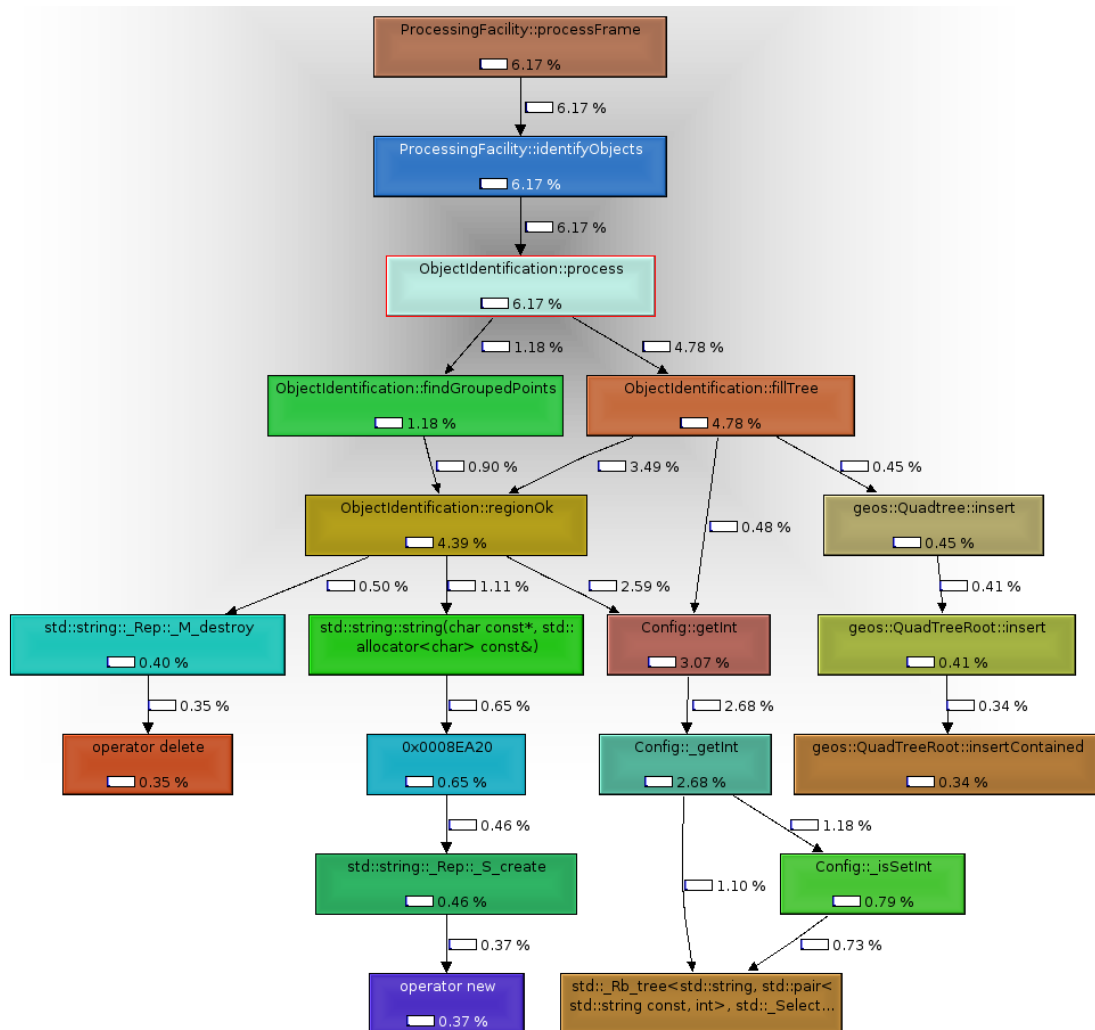 ProcessingFacility::processFrame
6.17 %
6.17 %
ProcessingFacility::identifyObjects
6.17 %
6.17 %
ObjectIdentification::process
6.17 %
1.18 %
4.78 %
ObjectIdentification::findGroupedPoints
1.18 %
ObjectIdentification::fillTree
4.78 %
0.90 %
3.49 %
0.45 %
ObjectIdentification::regionOk
4.39 %
0.48 %
geos::Quadtree::insert
0.45 %
0.50 %
1.11 %
2.59 %
0.41 %
std::string::_Rep::_M_destroy
0.40 %
std::string::string(char const*, std::
allocator<char> const&)
Config::getInt
3.07 %
geos::QuadTreeRoot::insert
0.41 %
0.35 %
0.65 %
2.68 %
0.34 %
operator delete
0.35 %
0x0008EA20
0.65 %
Config::_getInt
2.68 %
geos::QuadTreeRoot::insertContained
0.34 %
0.46 %
1.18 %
std::string::_Rep::_S_create
0.46 %
1.10 %
Config::_isSetInt
0.79 %
0.37 %
0.73 %
operator new
0.37 %
std::_Rb_tree<std::string, std::pair<
std::string const, int>, std::_Select...